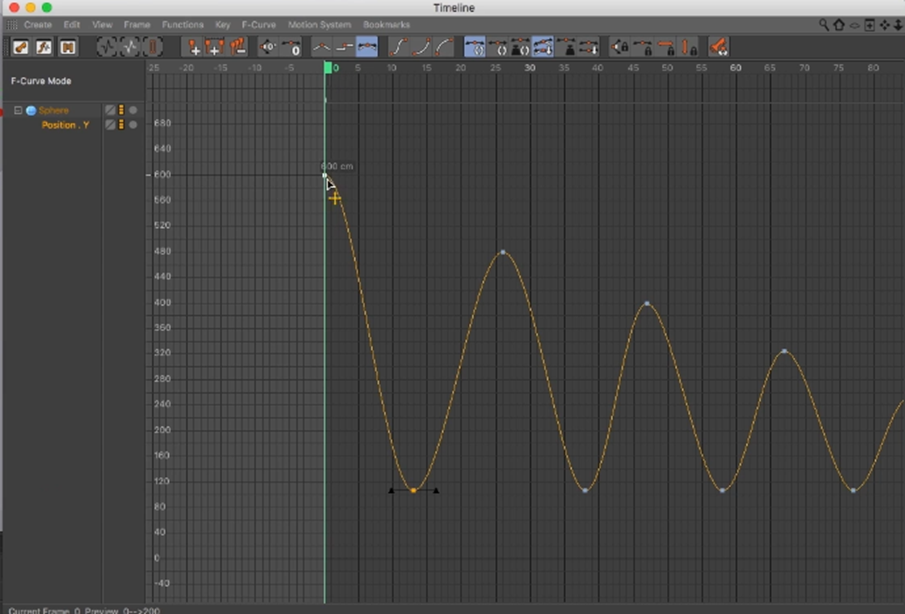 Timeline
Create Edit View Frame Functions Key F-Curve Motion System Bookmarks
F-Curve Mode
-25 -20 -15 -10 -5 0 5 10 15 20 25 30 35 40 45 50 55 60 65 70 75 80
Sphere
Position . Y
680
640
600
600 cm
560
520
480
440
400
360
320
280
240
200
160
120
80
40
0
-40
Current Frame 0 Preview 0-->200